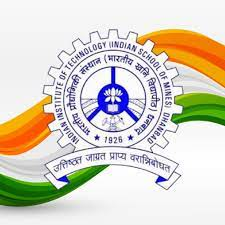 INDIAN INSTITUTE OF TECHNOLOGY (INDIAN SCHOOL OF MINES), DHANBAD
भारतीय प्रौद्योगिकी संस्थान (भारतीय खनि विद्यापीठ), धनबाद
1926
उत्तिष्ठत जाग्रत प्राप्य वरान्निबोधत